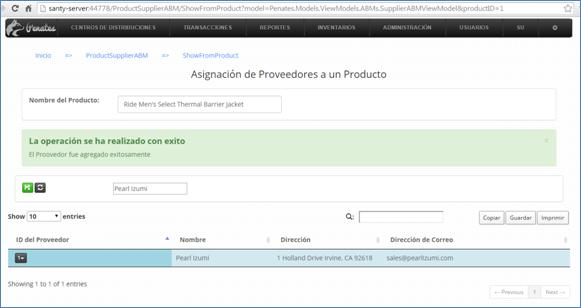 santy-server:44778/ProductSupplierABM/ShowFromProduct?model=Penates.Models.ViewModels.ABMs.SupplierABMViewModel&productID=1
Penates CENTROS DE DISTRIBUCIÓN TRANSACCIONES REPORTES INVENTARIOS ADMINISTRACIÓN USUARIOS SU
Inicio => ProductSupplierABM => ShowFromProduct
Asignación de Proveedores a un Producto
Nombre del Producto: Ride Men's Select Thermal Barrier Jacket
La operación se ha realizado con exito ×
El Proovedor fue agregado exitosamente
Pearl Izumi
Show 10 entries Copiar Guardar Imprimir
ID del Proveedor Nombre Dirección Dirección de Correo
1 Pearl Izumi 1 Holland Drive Irvine, CA 92618 sales@pearlizumi.com
Showing 1 to 1 of 1 entries
← Previous 1 Next →